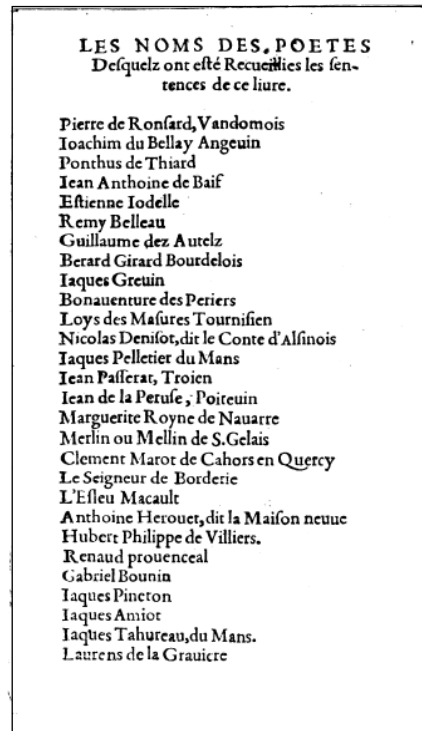 LES NOMS DES POETES
Deſquelz ont eſté Recueillies les ſen-
tences de ce liure.
Pierre de Ronſard, Vandomois
Ioachim du Bellay Angeuin
Ponthus de Thiard
Iean Anthoine de Baif
Eſtienne Iodelle
Remy Belleau
Guillaume dez Autelz
Berard Girard Bourdelois
Iaques Greuin
Bonauenture des Periers
Loys des Maſures Tourniſien
Nicolas Deniſot, dit le Conte d'Alſinois
Iaques Pelletier du Mans
Iean Paſſerat, Troien
Iean de la Peruſe, Poiteuin
Marguerite Royne de Nauarre
Merlin ou Mellin de S. Gelais
Clement Marot de Cahors en Quercy
Le Seigneur de Borderie
L'Eſleu Macault
Anthoine Herouet, dit la Maiſon neuue
Hubert Philippe de Villiers.
Renaud prouenceal
Gabriel Bounin
Iaques Pineton
Iaques Amiot
Iaques Tahureau, du Mans.
Laurens de la Grauiere